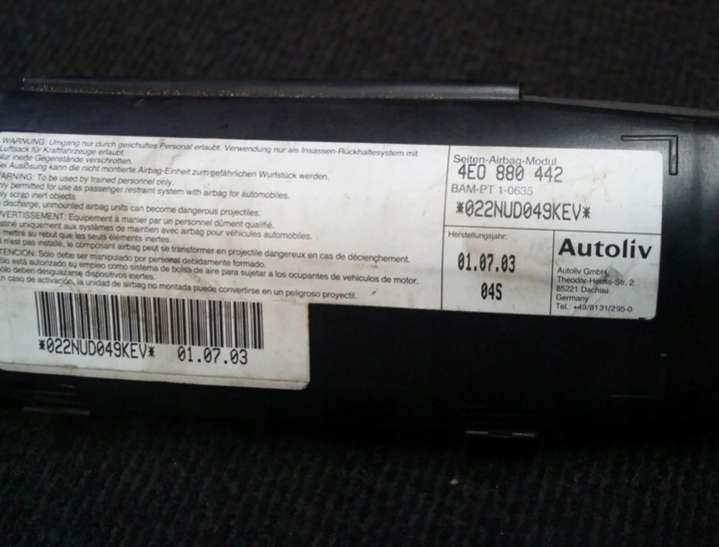 WARNUNG: Umgang nur durch geschultes Personal erlaubt. Verwendung nur als Insassen-Rückhaltesystem mit
Luftsack für Kraftfahrzeuge erlaubt.
Nur inerte Gegenstände verschrotten.
Bei Auslösung kann die nicht montierte Airbag-Einheit zum gefährlichen Wurfstück werden.
WARNING: To be used by trained personnel only.
permitted for use as passenger restraint system with airbag for automobiles.
scrap inert objects.
discharge, unmounted airbag units can become dangerous projectiles.
AVERTISSEMENT: Equipement à manier par un personnel dûment qualifié.
uniquement aux systèmes de maintien avec airbag pour véhicules automobiles.
mettre au rebut que les seuls éléments inertes.
n'est pas installé, le component airbag peut se transformer en projectile dangereux en cas de déclenchement.
ATENCIÓN: Sólo debe ser manipulado por personal debidamente formado.
Sólo está autorizado su empleo como sistema de bolsa de aire para sujetar a los ocupantes de vehículos de motor.
Sólo deben desguazarse dispositivos inertes.
En caso de activación, la unidad de airbag no montada puede convertirse en un peligroso proyectil.
*022NUD049KEV* 01.07.03
Seiten-Airbag-Modul
4E0 880 442
BAM-PT 1-0635
*022NUD049KEV*
Herstellungsjahr:
01.07.03
04S
Autoliv
Autoliv GmbH
Theodor-Heuss-Str. 2
85221 Dachau
Germany
Tel.: +49/8131/295-0